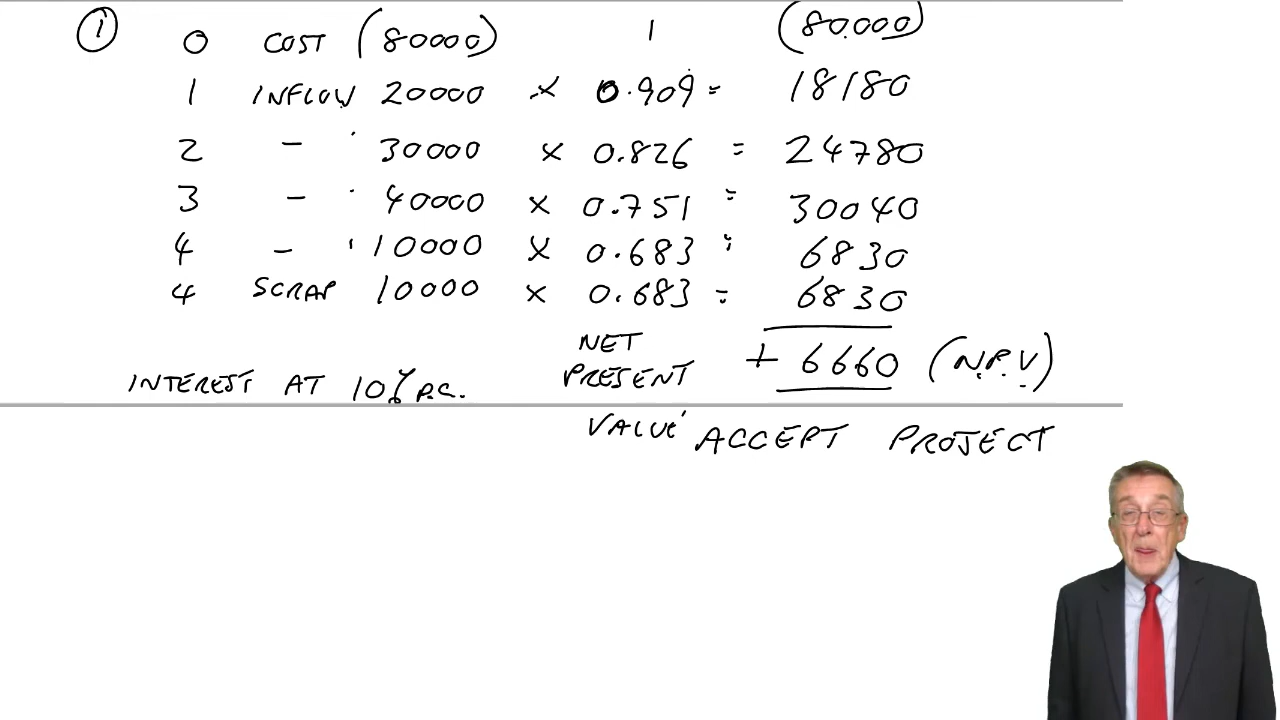 ① 0 COST (80000) 1 (80.000)
1 INFLOW 20000 × 0.909 = 18180
2 - 30000 × 0.826 = 24780
3 - 40000 × 0.751 = 30040
4 - 10000 × 0.683 = 6830
4 SCRAP 10000 × 0.683 = 6830
NET
PRESENT + 6660 (N.P.V)
INTEREST AT 10% p.a.
VALUE ACCEPT PROJECT